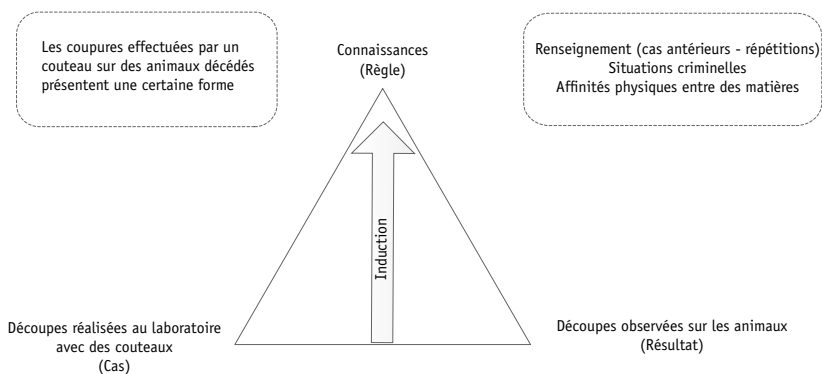 Les coupures effectuées par un
couteau sur des animaux décédés
présentent une certaine forme
Connaissances
(Règle)
Renseignement (cas antérieurs - répétitions)
Situations criminelles
Affinités physiques entre des matières
Induction
Découpes réalisées au laboratoire
avec des couteaux
(Cas)
Découpes observées sur les animaux
(Résultat)